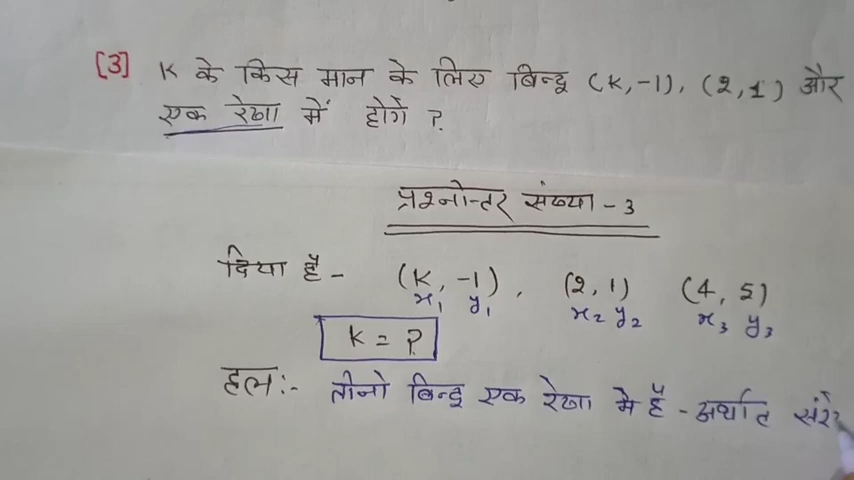 [3] K के किस मान के लिए बिन्दू (K,-1), (2,1) और
एक रेखा में होगें ?
प्रश्नोत्तर संख्या - 3
दिया है - (K, -1), (2, 1) (4, 5)
x₁ y₁ x₂ y₂ x₃ y₃
K = ?
हल:- तीनो बिन्दू एक रेखा मे है - अर्थात